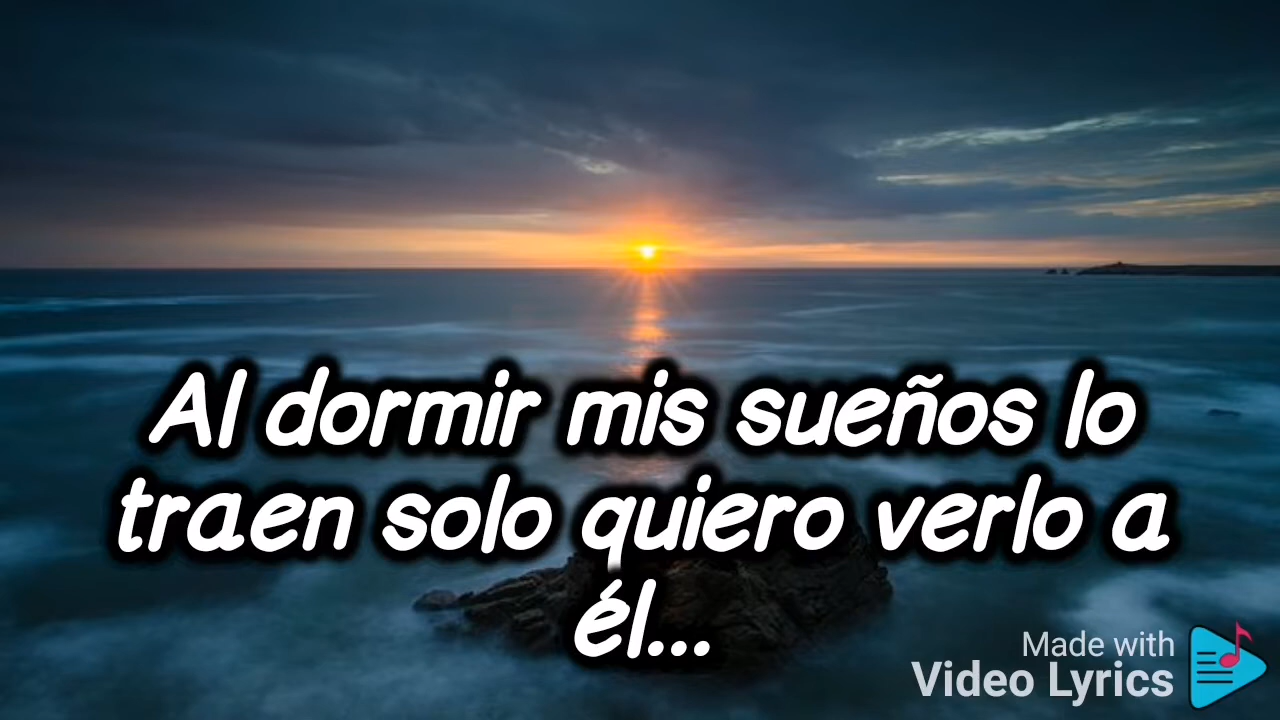 Al dormir mis sueños lo
traen solo quiero verlo a
él...
Made with
Video Lyrics